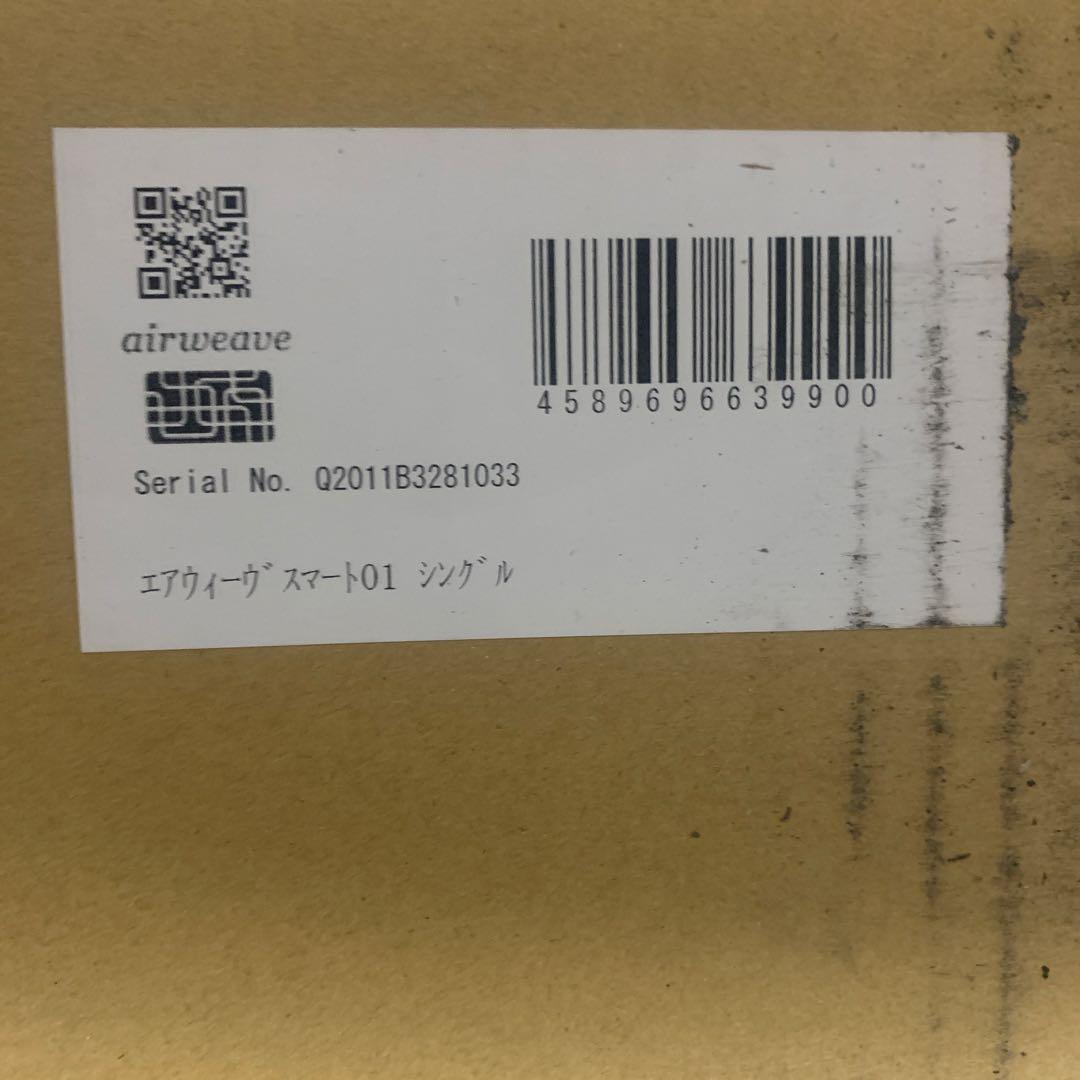 airweave
4589696639900
Serial No. Q2011B3281033
ｴｱｳｨｰｳﾞｽﾏｰﾄ01 ｼﾝｸﾞﾙ